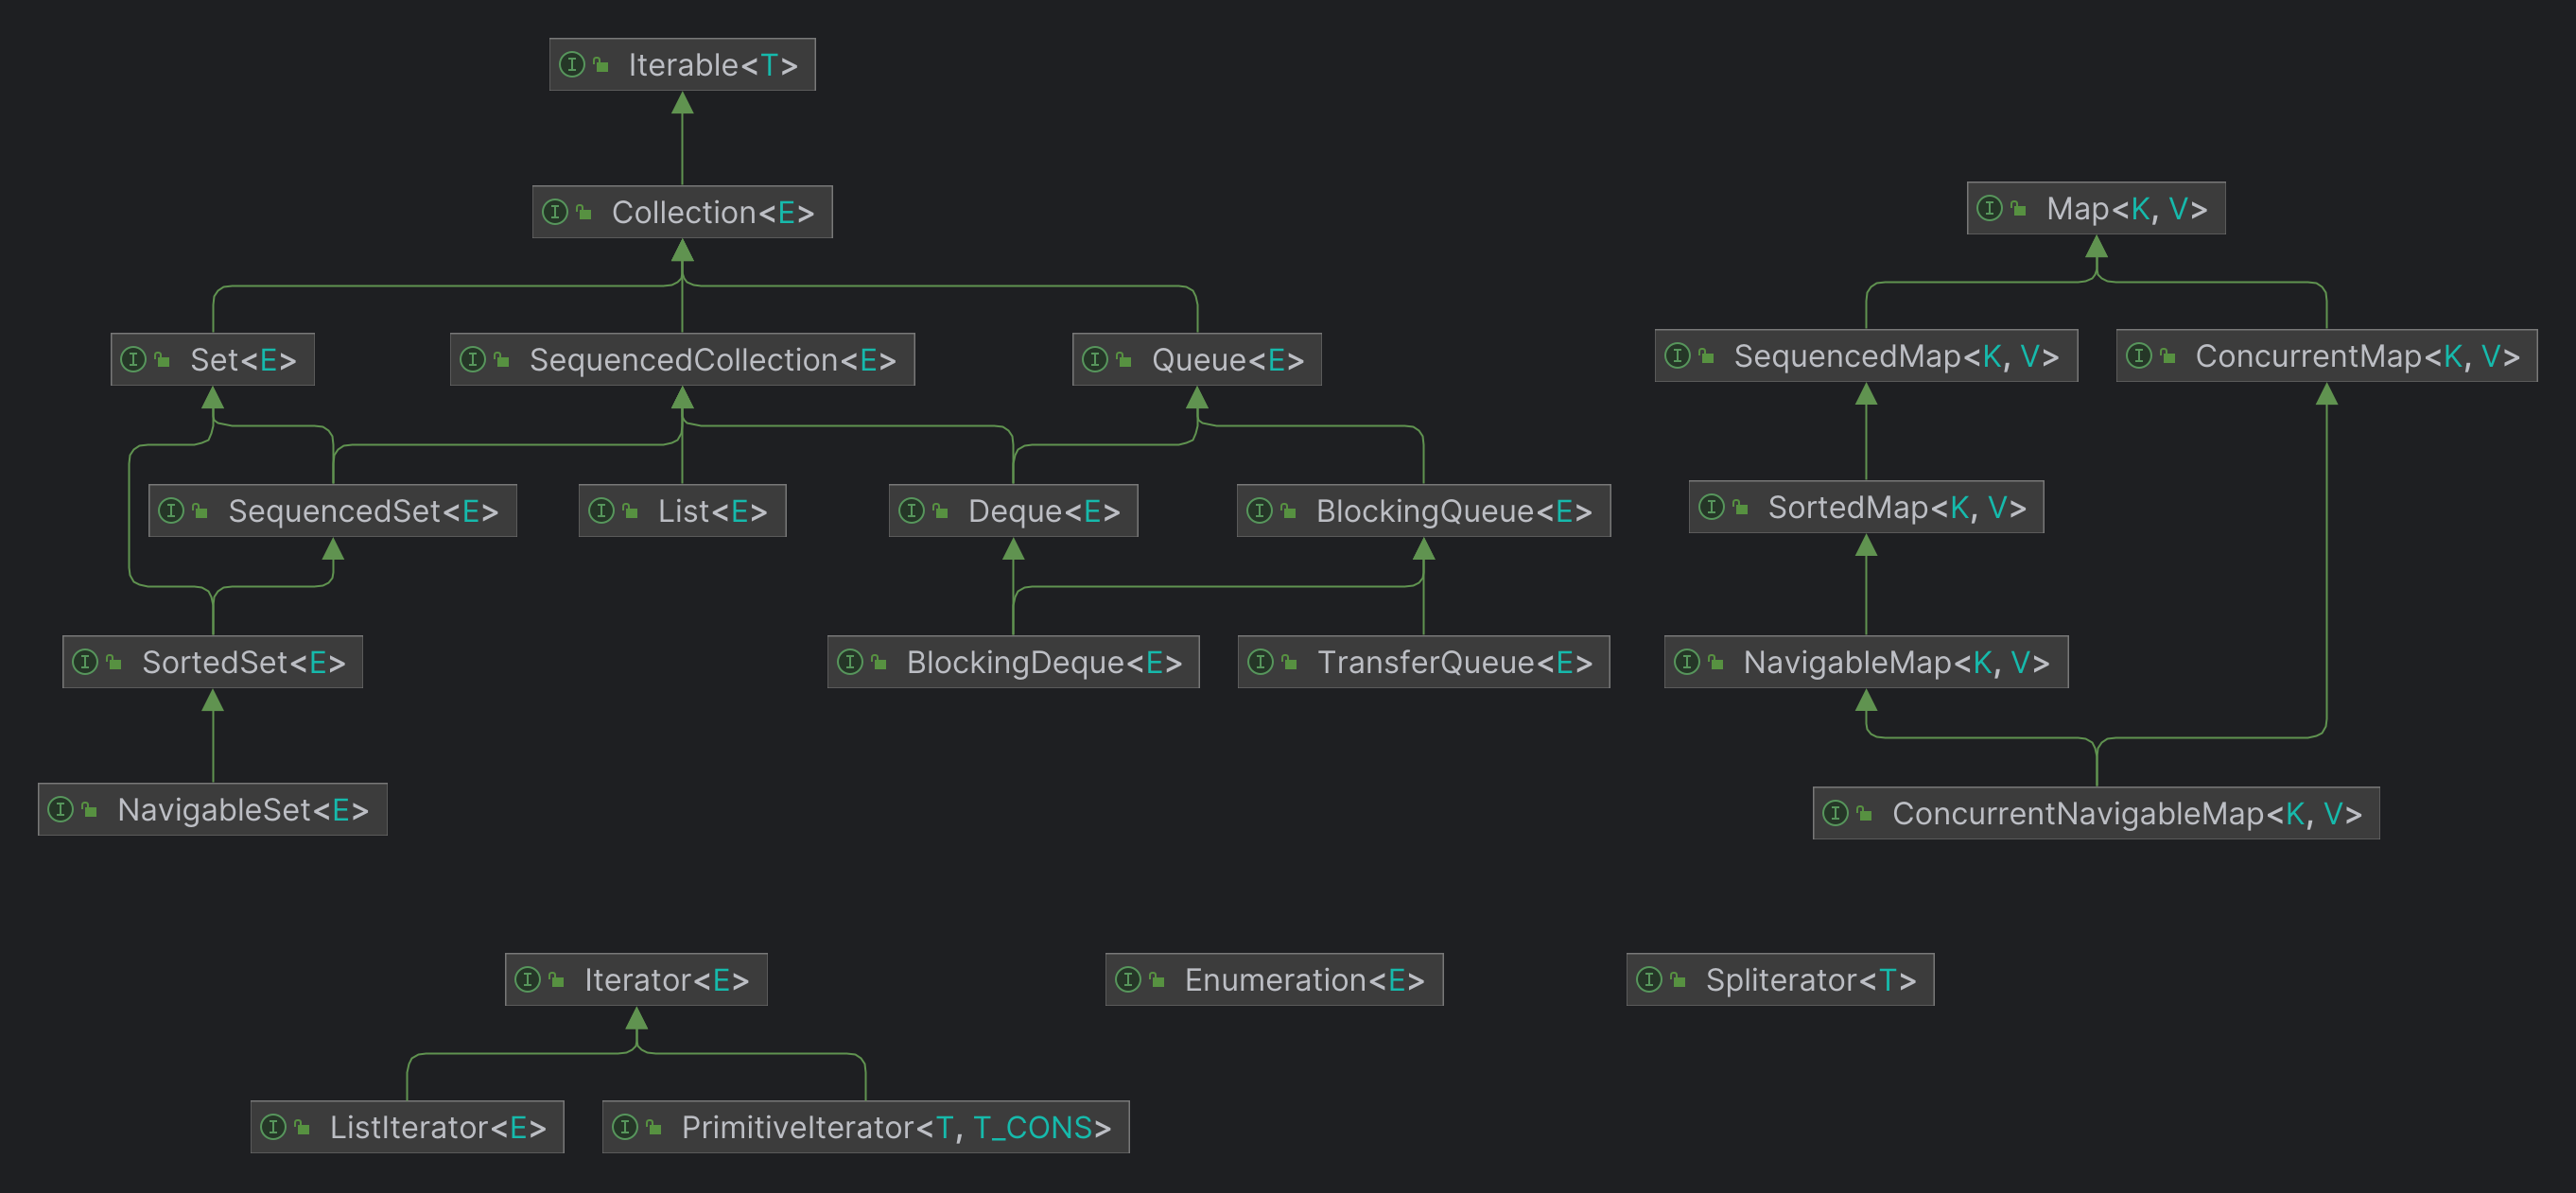 Iterable<T>
Collection<E>
Map<K, V>
Set<E>
SequencedCollection<E>
Queue<E>
SequencedMap<K, V>
ConcurrentMap<K, V>
SequencedSet<E>
List<E>
Deque<E>
BlockingQueue<E>
SortedMap<K, V>
SortedSet<E>
BlockingDeque<E>
TransferQueue<E>
NavigableMap<K, V>
NavigableSet<E>
ConcurrentNavigableMap<K, V>
Iterator<E>
Enumeration<E>
Spliterator<T>
ListIterator<E>
PrimitiveIterator<T, T_CONS>